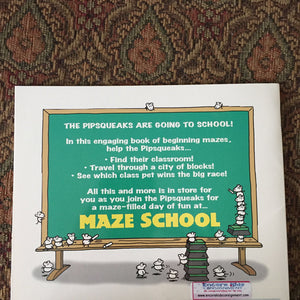 THE PIPSQUEAKS ARE GOING TO SCHOOL!
In this engaging book of beginning mazes,
help the Pipsqueaks...
• Find their classroom!
• Travel through a city of blocks!
• See which class pet wins the big race!
All this and more is in store for
you as you join the Pipsqueaks for
a maze-filled day of fun at...
MAZE SCHOOL
Encore Kids